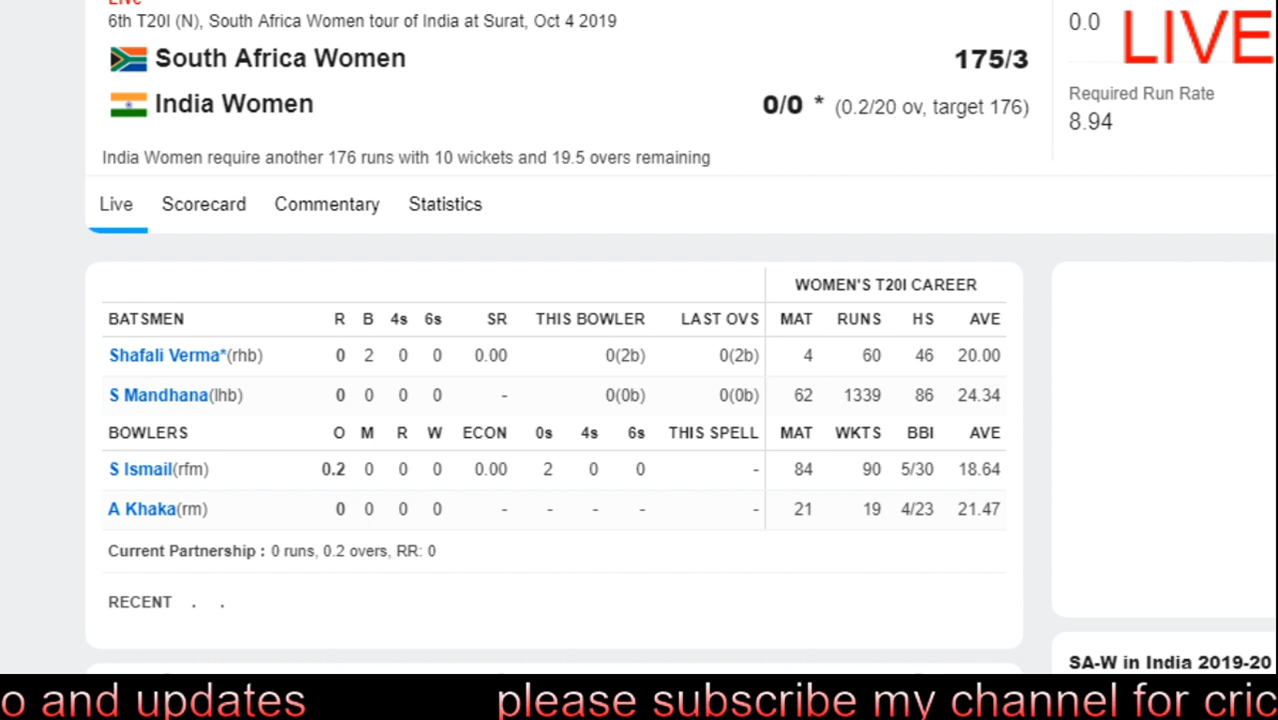 Live
6th T20I (N), South Africa Women tour of India at Surat, Oct 4 2019
South Africa Women 175/3
India Women 0/0 * (0.2/20 ov, target 176)
India Women require another 176 runs with 10 wickets and 19.5 overs remaining
0.0
LIVE
Required Run Rate
8.94
Live Scorecard Commentary Statistics
WOMEN'S T20I CAREER
BATSMEN R B 4s 6s SR THIS BOWLER LAST OVS MAT RUNS HS AVE
Shafali Verma*(rhb) 0 2 0 0 0.00 0(2b) 0(2b) 4 60 46 20.00
S Mandhana(lhb) 0 0 0 0 - 0(0b) 0(0b) 62 1339 86 24.34
BOWLERS O M R W ECON 0s 4s 6s THIS SPELL MAT WKTS BBI AVE
S Ismail(rfm) 0.2 0 0 0 0.00 2 0 0 - 84 90 5/30 18.64
A Khaka(rm) 0 0 0 0 - - - - - 21 19 4/23 21.47
Current Partnership : 0 runs, 0.2 overs, RR: 0
RECENT . .
SA-W in India 2019-20
o and updates please subscribe my channel for cric